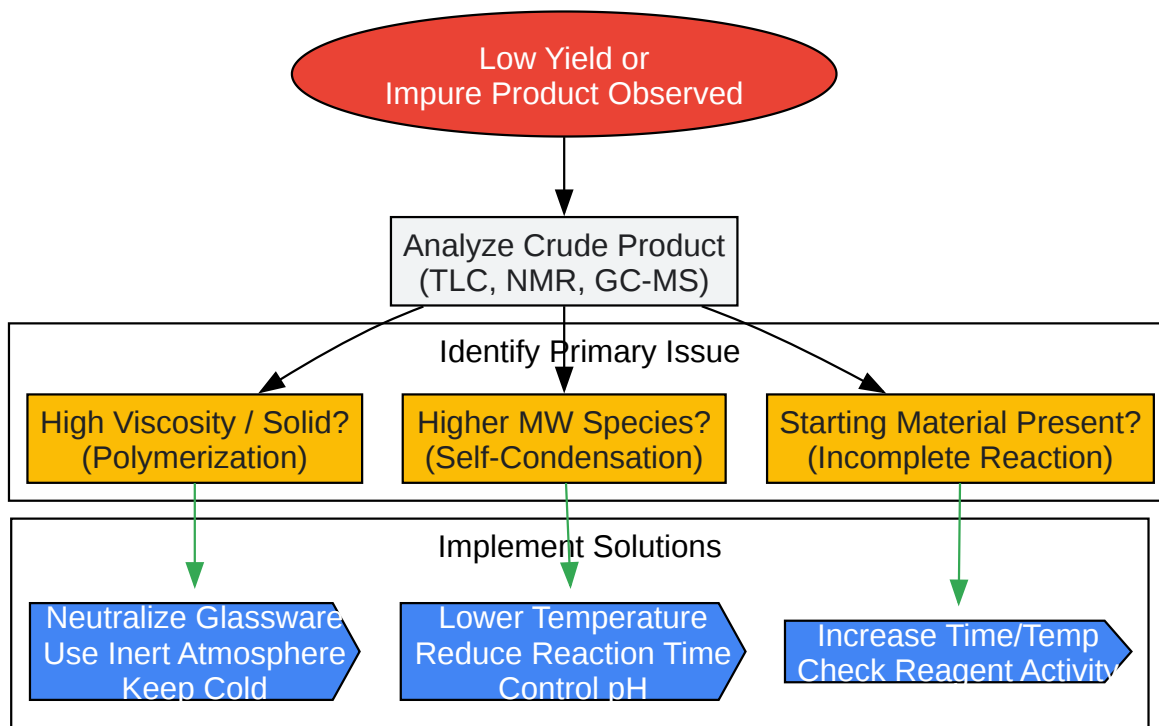 Low Yield or
Impure Product Observed
Analyze Crude Product
(TLC, NMR, GC-MS)
Identify Primary Issue
High Viscosity / Solid?
(Polymerization)
Higher MW Species?
(Self-Condensation)
Starting Material Present?
(Incomplete Reaction)
Implement Solutions
Neutralize Glassware
Use Inert Atmosphere
Keep Cold
Lower Temperature
Reduce Reaction Time
Control pH
Increase Time/Temp
Check Reagent Activity